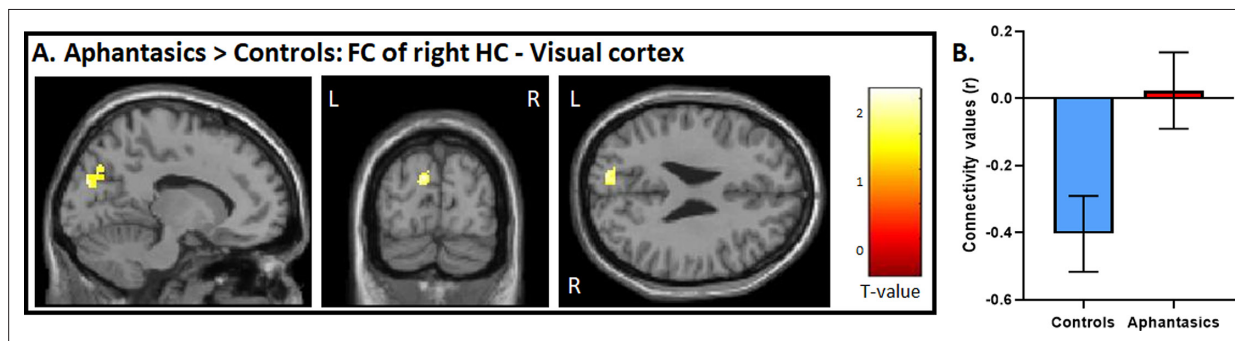 A. Aphantasics > Controls: FC of right HC - Visual cortex
L
R
L
R
2
1
0
T-value
B.
Connectivity values (r)
0.2
0.0
-0.2
-0.4
-0.6
Controls
Aphantasics